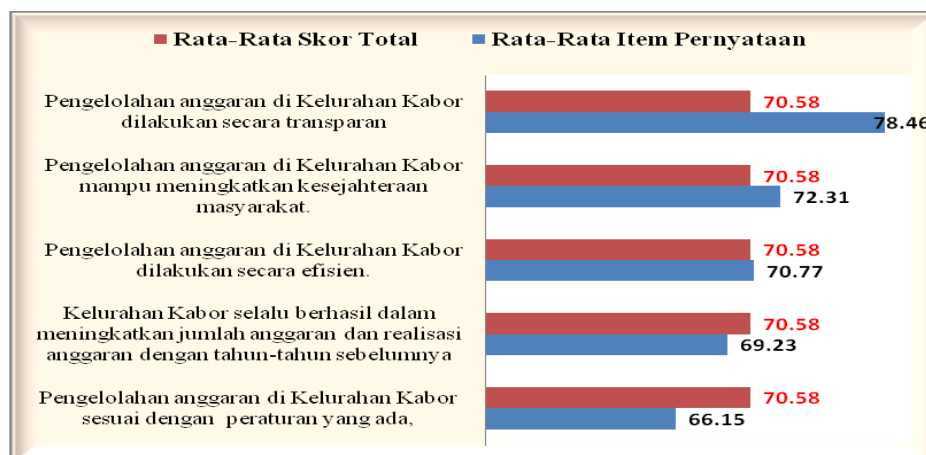 Rata-Rata Skor Total Rata-Rata Item Pernyataan
Pengelolahan anggaran di Kelurahan Kabor
dilakukan secara transparan
70.58
78.46
Pengelolahan anggaran di Kelurahan Kabor
mampu meningkatkan kesejahteraan
masyarakat.
70.58
72.31
Pengelolahan anggaran di Kelurahan Kabor
dilakukan secara efisien.
70.58
70.77
Kelurahan Kabor selalu berhasil dalam
meningkatkan jumlah anggaran dan realisasi
anggaran dengan tahun-tahun sebelumnya
70.58
69.23
Pengelolahan anggaran di Kelurahan Kabor
sesuai dengan peraturan yang ada,
70.58
66.15